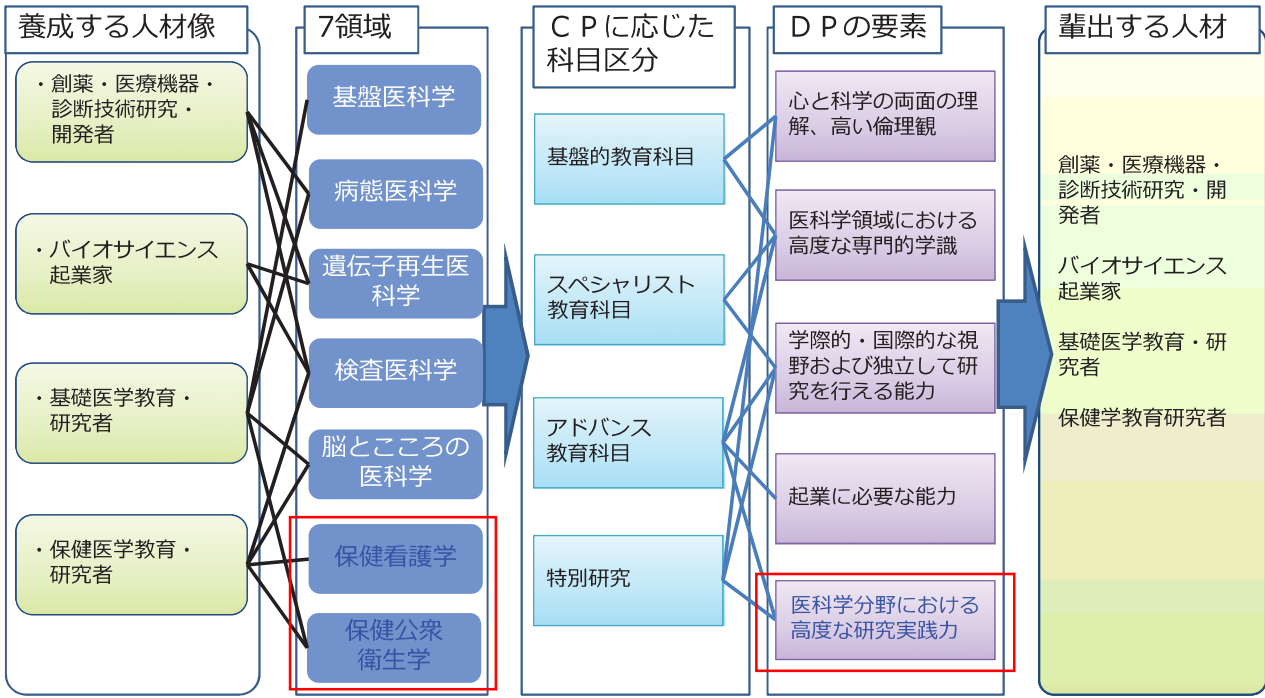 養成する人材像
・創薬・医療機器・
診断技術研究・
開発者
・バイオサイエンス
起業家
・基礎医学教育・
研究者
・保健医学教育・
研究者
7領域
基盤医科学
病態医科学
遺伝子再生医
科学
検査医科学
脳とこころの
医科学
保健看護学
保健公衆
衛生学
ＣＰに応じた
科目区分
基盤的教育科目
スペシャリスト
教育科目
アドバンス
教育科目
特別研究
ＤＰの要素
心と科学の両面の理
解、高い倫理観
医科学領域における
高度な専門的学識
学際的・国際的な視
野および独立して研
究を行える能力
起業に必要な能力
医科学分野における
高度な研究実践力
輩出する人材
創薬・医療機器・
診断技術研究・開
発者
バイオサイエンス
起業家
基礎医学教育・研
究者
保健学教育研究者